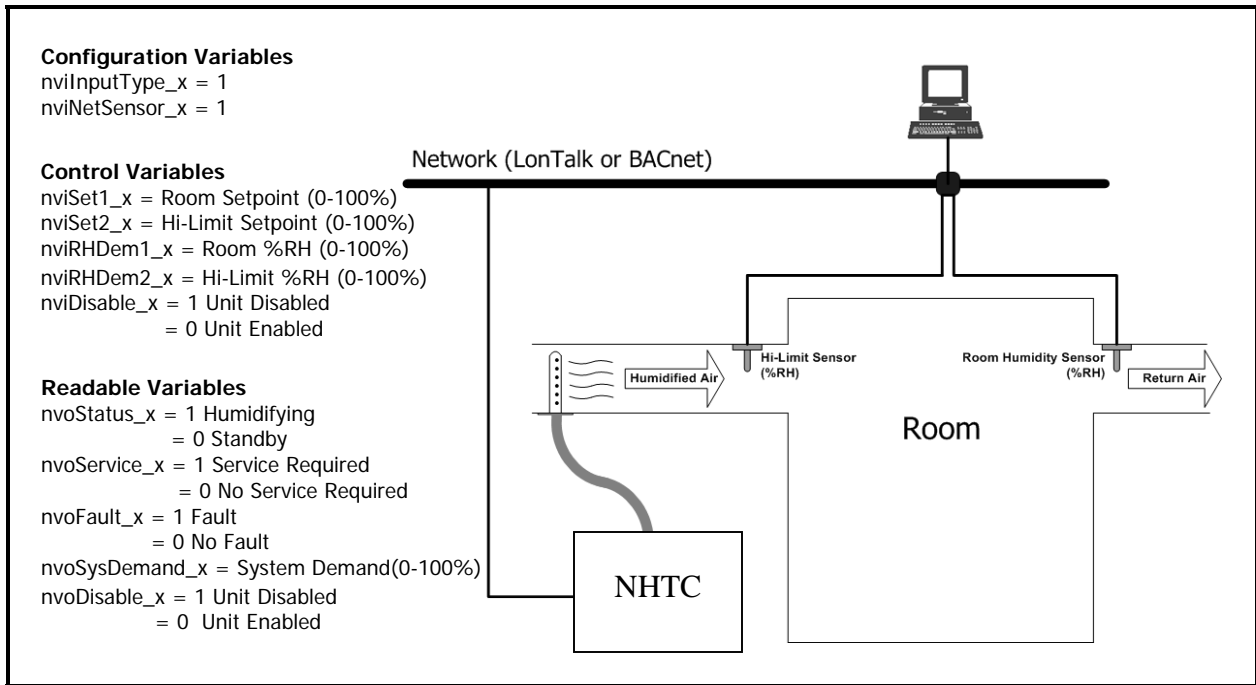 Configuration Variables
nviInputType_x = 1
nviNetSensor_x = 1
Control Variables
nviSet1_x = Room Setpoint (0-100%)
nviSet2_x = Hi-Limit Setpoint (0-100%)
nviRHDem1_x = Room %RH (0-100%)
nviRHDem2_x = Hi-Limit %RH (0-100%)
nviDisable_x = 1 Unit Disabled
= 0 Unit Enabled
Readable Variables
nvoStatus_x = 1 Humidifying
= 0 Standby
nvoService_x = 1 Service Required
= 0 No Service Required
nvoFault_x = 1 Fault
= 0 No Fault
nvoSysDemand_x = System Demand(0-100%)
nvoDisable_x = 1 Unit Disabled
= 0 Unit Enabled
Network (LonTalk or BACnet)
Humidified Air
Hi-Limit Sensor
(%RH)
Room Humidity Sensor
(%RH)
Return Air
Room
NHTC